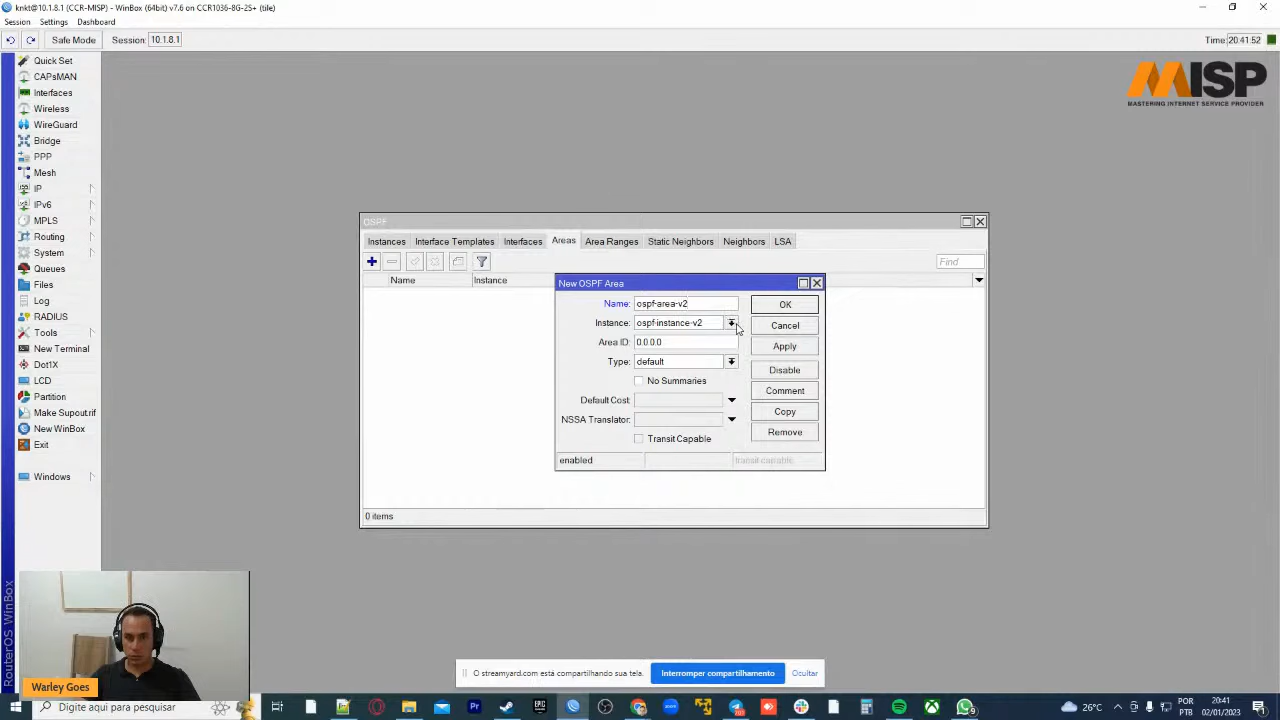 knkt@10.1.8.1 (CCR-MISP) - WinBox (64bit) v7.6 on CCR1036-8G-2S+ (tile)
Session Settings Dashboard
Safe Mode Session: 10.1.8.1 Time: 20:41:52
MISP
MASTERING INTERNET SERVICE PROVIDER
Quick Set
CAPsMAN
Interfaces
Wireless
WireGuard
Bridge
PPP
Mesh
IP
IPv6
MPLS
Routing
System
Queues
Files
Log
RADIUS
Tools
New Terminal
Dot1X
LCD
Partition
Make Supout.rif
New WinBox
Exit
Windows
RouterOS WinBox
OSPF
Instances Interface Templates Interfaces Areas Area Ranges Static Neighbors Neighbors LSA
Find
Name Instance
New OSPF Area
Name: ospf-area-v2 OK
Instance: ospf-instance-v2 Cancel
Area ID: 0.0.0.0 Apply
Type: default Disable
No Summaries Comment
Default Cost: Copy
NSSA Translator: Remove
Transit Capable
enabled transit capable
0 items
Warley Goes
O streamyard.com está compartilhando sua tela. Interromper compartilhamento Ocultar
Digite aqui para pesquisar
26°C
POR
PTB
20:41
02/01/2023